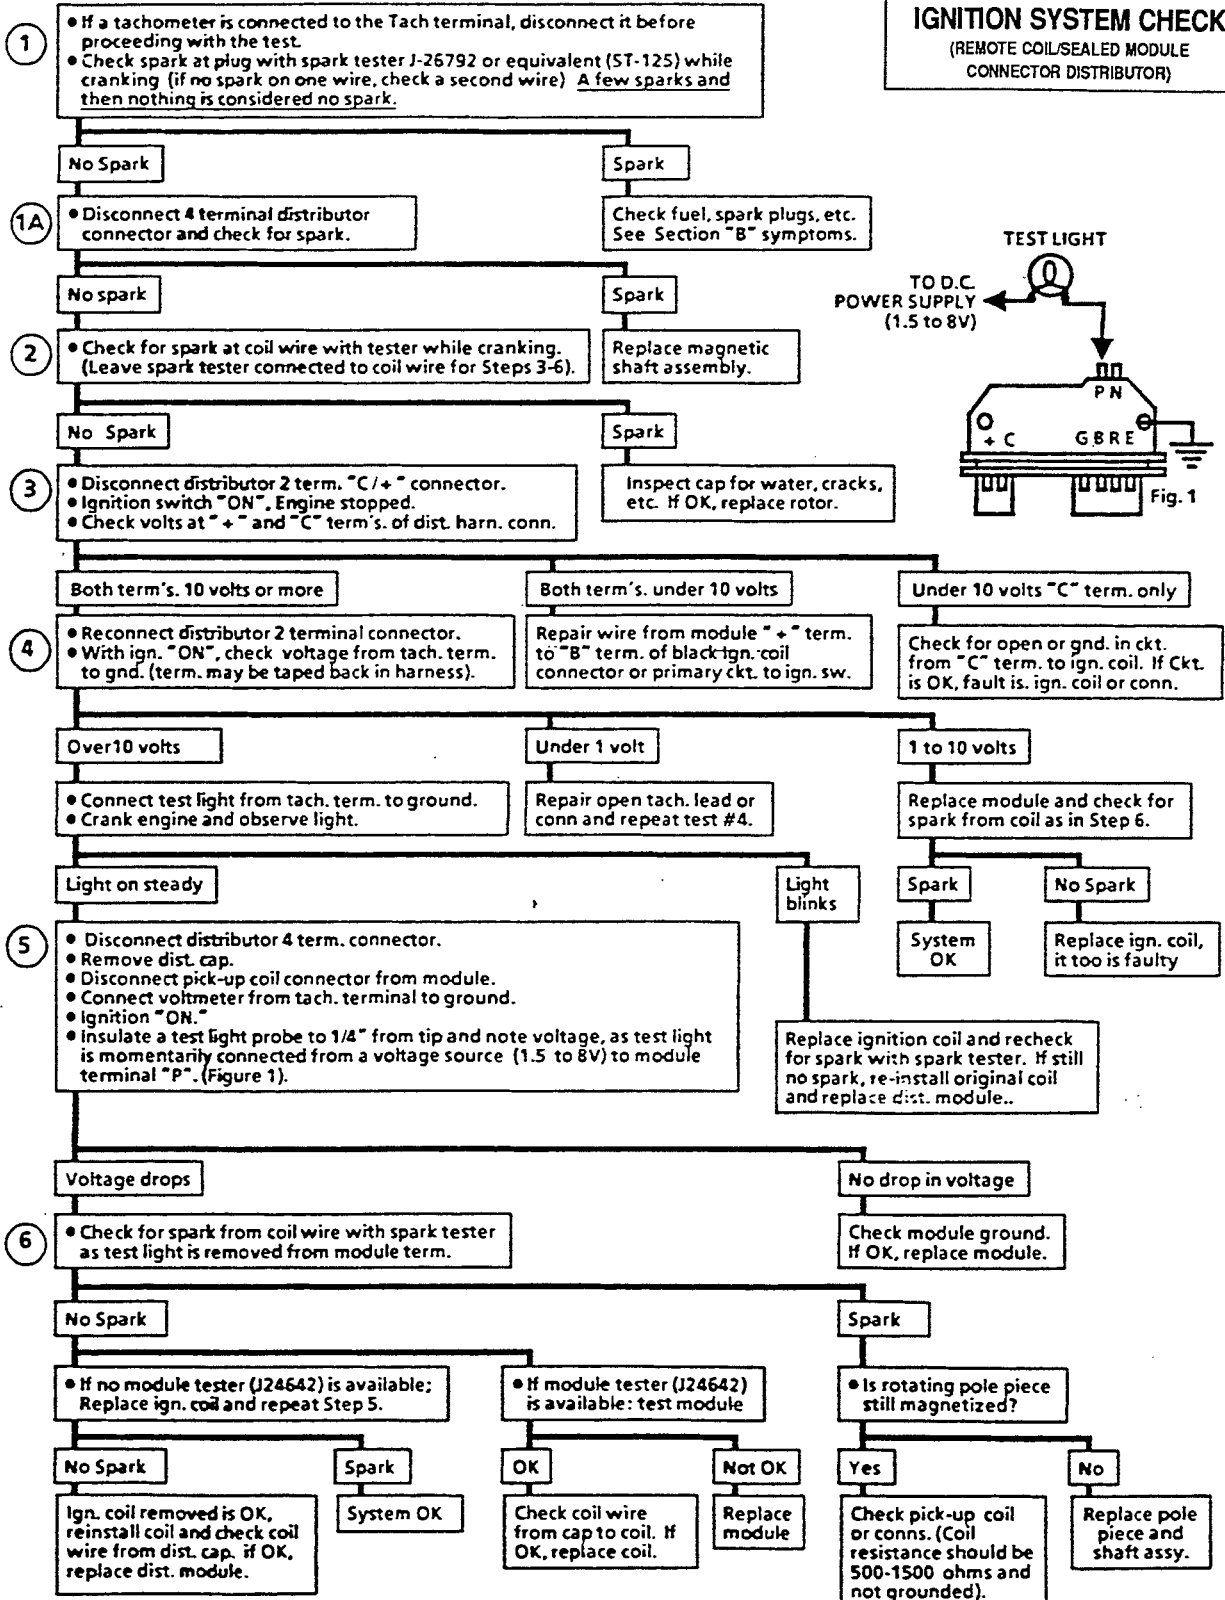 IGNITION SYSTEM CHECK
(REMOTE COIL/SEALED MODULE
CONNECTOR DISTRIBUTOR)
1
• If a tachometer is connected to the Tach terminal, disconnect it before
proceeding with the test.
• Check spark at plug with spark tester J-26792 or equivalent (ST-125) while
cranking (if no spark on one wire, check a second wire) A few sparks and
then nothing is considered no spark.
No Spark
Spark
1A
• Disconnect 4 terminal distributor
connector and check for spark.
Check fuel, spark plugs, etc.
See Section "B" symptoms.
No spark
Spark
2
• Check for spark at coil wire with tester while cranking.
(Leave spark tester connected to coil wire for Steps 3-6).
Replace magnetic
shaft assembly.
TEST LIGHT
TO D.C.
POWER SUPPLY
(1.5 to 8V)
P N
+ C
G B R E
Fig. 1
No Spark
Spark
3
• Disconnect distributor 2 term. "C/+" connector.
• Ignition switch "ON", Engine stopped.
• Check volts at "+" and "C" term's. of dist. harn. conn.
Inspect cap for water, cracks,
etc. If OK, replace rotor.
Both term's. 10 volts or more
Both term's. under 10 volts
Under 10 volts "C" term. only
4
• Reconnect distributor 2 terminal connector.
• With ign. "ON", check voltage from tach. term.
to gnd. (term. may be taped back in harness).
Repair wire from module "+" term.
to "B" term. of black ign. coil
connector or primary ckt. to ign. sw.
Check for open or gnd. in ckt.
from "C" term. to ign. coil. If Ckt.
is OK, fault is. ign. coil or conn.
Over10 volts
Under 1 volt
1 to 10 volts
• Connect test light from tach. term. to ground.
• Crank engine and observe light.
Repair open tach. lead or
conn and repeat test #4.
Replace module and check for
spark from coil as in Step 6.
Light on steady
Light
blinks
Spark
No Spark
System
OK
Replace ign. coil,
it too is faulty
5
• Disconnect distributor 4 term. connector.
• Remove dist. cap.
• Disconnect pick-up coil connector from module.
• Connect voltmeter from tach. terminal to ground.
• Ignition "ON."
• Insulate a test light probe to 1/4" from tip and note voltage, as test light
is momentarily connected from a voltage source (1.5 to 8V) to module
terminal "P". (Figure 1).
Replace ignition coil and recheck
for spark with spark tester. If still
no spark, re-install original coil
and replace dist. module..
Voltage drops
No drop in voltage
6
• Check for spark from coil wire with spark tester
as test light is removed from module term.
Check module ground.
If OK, replace module.
No Spark
Spark
• If no module tester (J24642) is available;
Replace ign. coil and repeat Step 5.
• If module tester (J24642)
is available: test module
• Is rotating pole piece
still magnetized?
No Spark
Spark
OK
Not OK
Yes
No
Ign. coil removed is OK,
reinstall coil and check coil
wire from dist. cap. if OK,
replace dist. module.
System OK
Check coil wire
from cap to coil. If
OK, replace coil.
Replace
module
Check pick-up coil
or conns. (Coil
resistance should be
500-1500 ohms and
not grounded).
Replace pole
piece and
shaft assy.